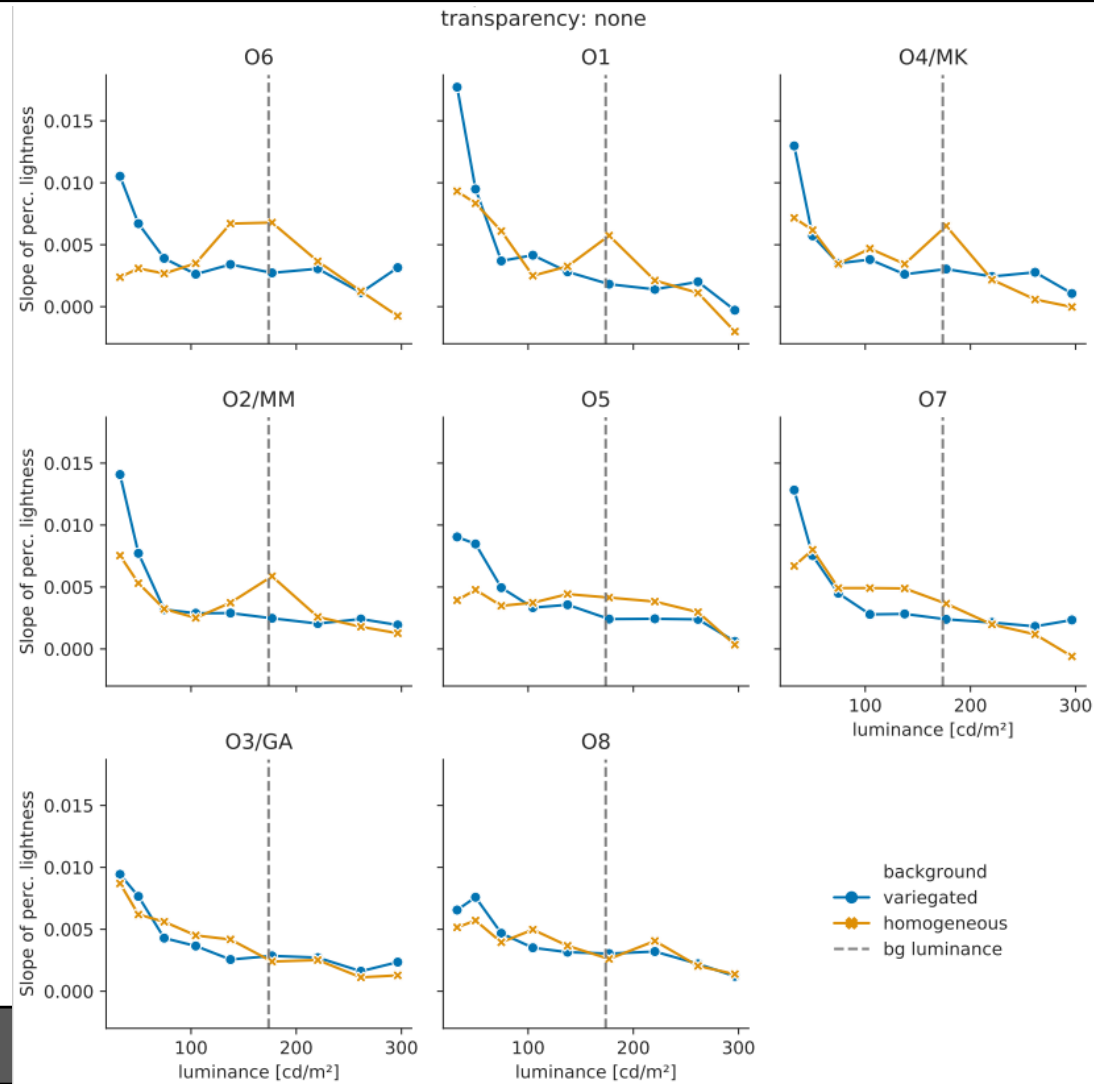 transparency: none
O6 O1 O4/MK
Slope of perc. lightness
0.015
0.010
0.005
0.000
O2/MM O5 O7
Slope of perc. lightness
0.015
0.010
0.005
0.000
100 200 300
luminance [cd/m²]
O3/GA O8
Slope of perc. lightness
0.015
0.010
0.005
0.000
100 200 300 100 200 300
luminance [cd/m²] luminance [cd/m²]
background
variegated
homogeneous
bg luminance